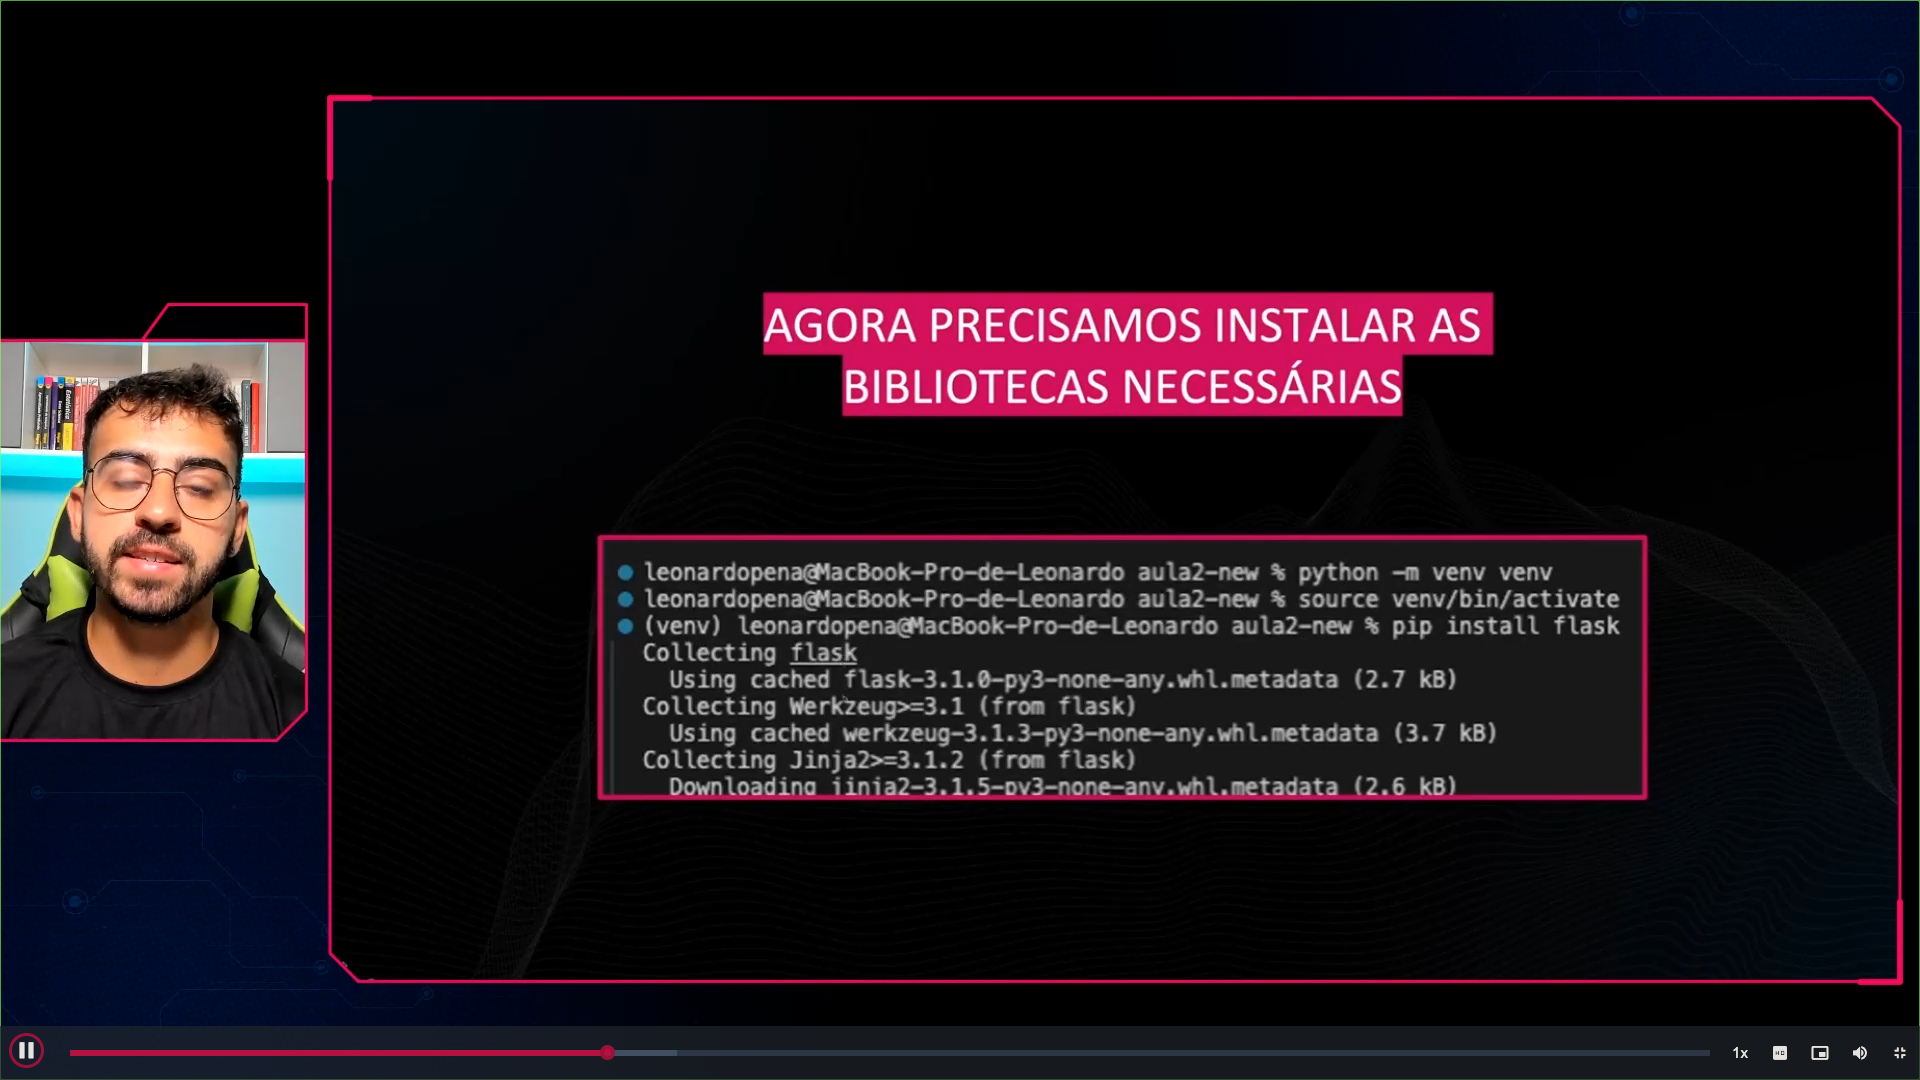 AGORA PRECISAMOS INSTALAR AS
BIBLIOTECAS NECESSÁRIAS
leonardopena@MacBook-Pro-de-Leonardo aula2-new % python -m venv venv
leonardopena@MacBook-Pro-de-Leonardo aula2-new % source venv/bin/activate
(venv) leonardopena@MacBook-Pro-de-Leonardo aula2-new % pip install flask
Collecting flask
Using cached flask-3.1.0-py3-none-any.whl.metadata (2.7 kB)
Collecting Werkzeug>=3.1 (from flask)
Using cached werkzeug-3.1.3-py3-none-any.whl.metadata (3.7 kB)
Collecting Jinja2>=3.1.2 (from flask)
Downloading jinja2-3.1.5-py3-none-any.whl.metadata (2.6 kB)
1x